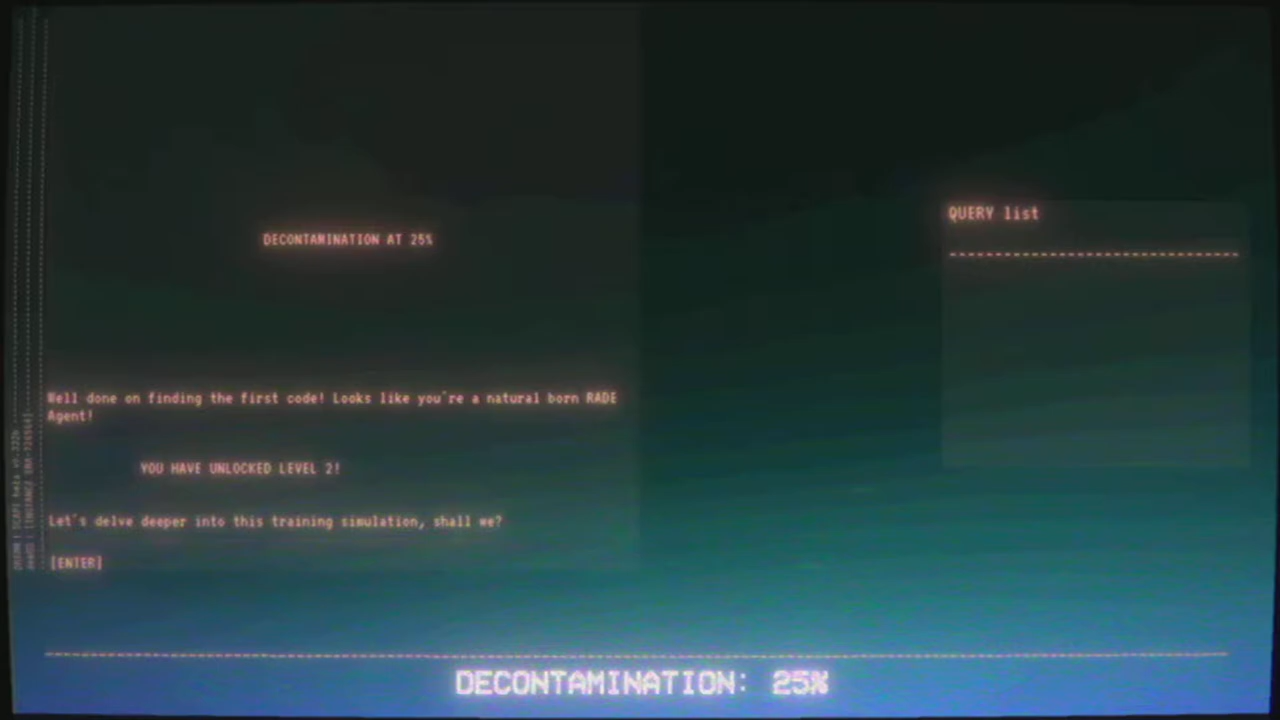 QUERY list
DECONTAMINATION AT 25%
Well done on finding the first code! Looks like you're a natural born RADE
Agent!
YOU HAVE UNLOCKED LEVEL 2!
Let's delve deeper into this training simulation, shall we?
[ENTER]
DECONTAMINATION: 25%